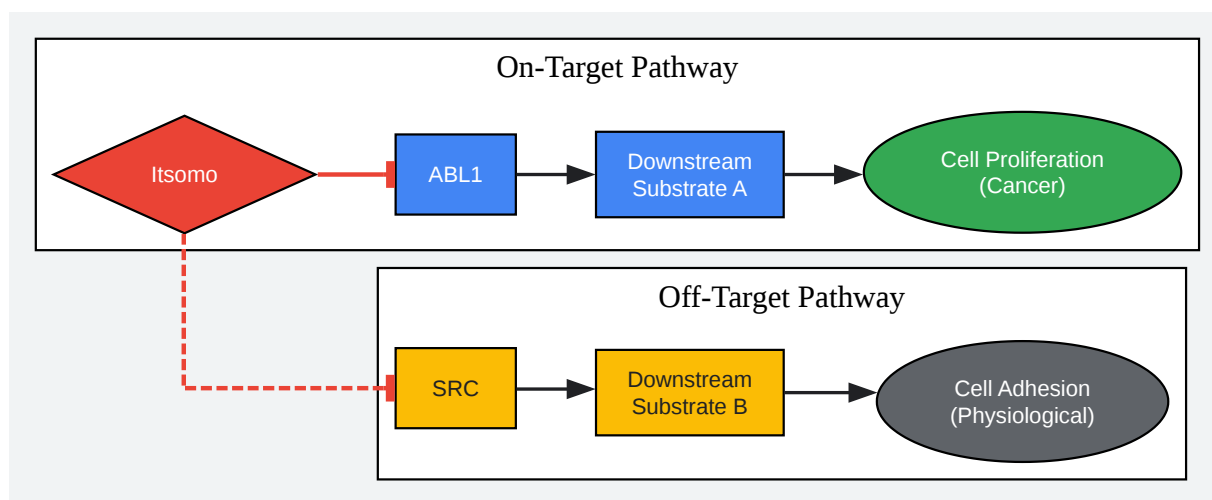 On-Target Pathway
Itsomo
ABL1
Downstream
Substrate A
Cell Proliferation
(Cancer)
Off-Target Pathway
SRC
Downstream
Substrate B
Cell Adhesion
(Physiological)